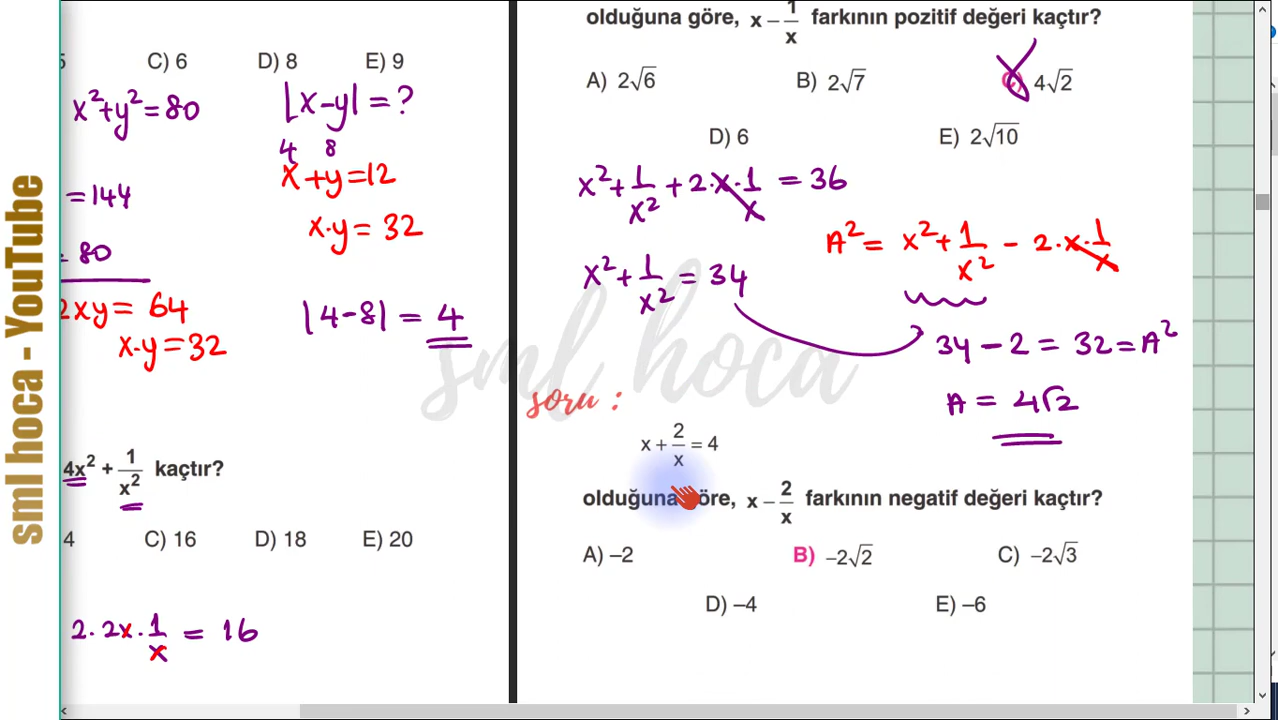 sml hoca - YouTube
C) 6 D) 8 E) 9
x²+y²=80
|x-y|=?
4 8
x+y=12
=144
x·y=32
=80
2xy=64
x·y=32
|4-8|=4
4x² + 1/x² kaçtır?
4 C) 16 D) 18 E) 20
2·2x·1/x = 16
olduğuna göre, x – 1/x farkının pozitif değeri kaçtır?
A) 2√6 B) 2√7 C) 4√2
D) 6 E) 2√10
x²+1/x²+2·x·1/x = 36
A² = x²+1/x² - 2·x·1/x
x²+1/x² = 34
34-2=32=A²
A = 4√2
sml hoca
soru :
x + 2/x = 4
olduğuna göre, x – 2/x farkının negatif değeri kaçtır?
A) –2 B) –2√2 C) –2√3
D) –4 E) –6